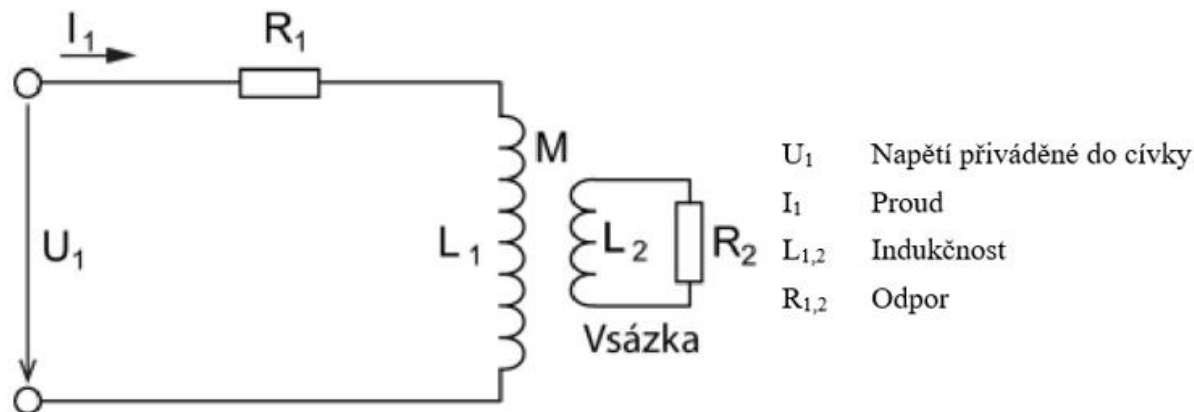 I₁
R₁
M
U₁
L₁
L₂
R₂
Vsázka
U₁ Napětí přiváděné do cívky
I₁ Proud
L₁,₂ Indukčnost
R₁,₂ Odpor